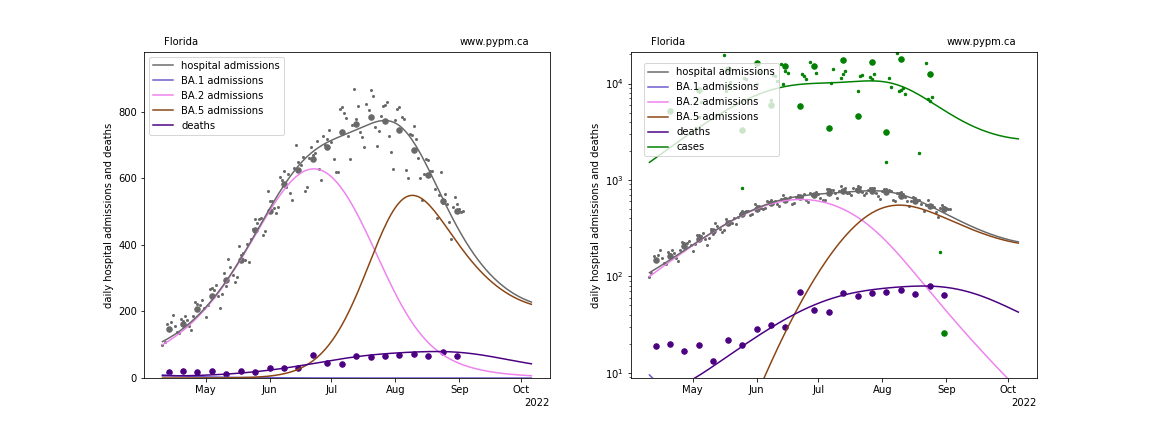 Florida
www.pypm.ca
hospital admissions
BA.1 admissions
BA.2 admissions
BA.5 admissions
deaths
daily hospital admissions and deaths
800
600
400
200
0
May
Jun
Jul
Aug
Sep
Oct
2022
Florida
www.pypm.ca
hospital admissions
BA.1 admissions
BA.2 admissions
BA.5 admissions
deaths
cases
daily hospital admissions and deaths
10⁴
10³
10²
10¹
May
Jun
Jul
Aug
Sep
Oct
2022